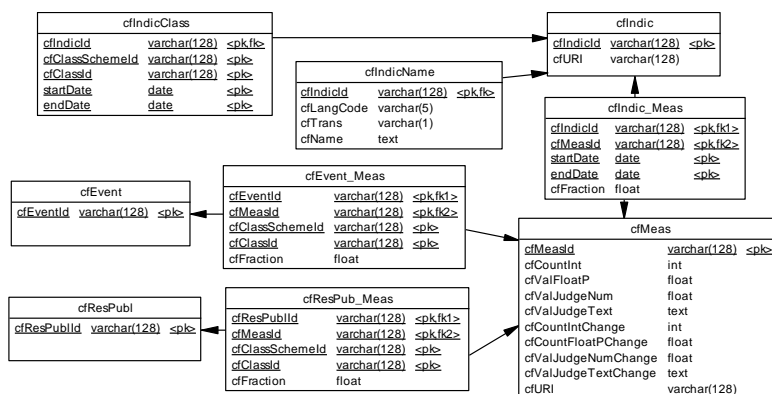 cfIndicClass
cfIndicId varchar(128) <pk,fk>
cfClassSchemeId varchar(128) <pk>
cfClassId varchar(128) <pk>
startDate date <pk>
endDate date <pk>
cfIndic
cfIndicId varchar(128) <pk>
cfURI varchar(128)
cfIndicName
cfIndicId varchar(128) <pk,fk>
cfLangCode varchar(5)
cfTrans varchar(1)
cfName text
cfIndic_Meas
cfIndicId varchar(128) <pk,fk1>
cfMeasId varchar(128) <pk,fk2>
startDate date <pk>
endDate date <pk>
cfFraction float
cfEvent
cfEventId varchar(128) <pk>
cfEvent_Meas
cfEventId varchar(128) <pk,fk1>
cfMeasId varchar(128) <pk,fk2>
cfClassSchemeId varchar(128) <pk>
cfClassId varchar(128) <pk>
cfFraction float
cfMeas
cfMeasId varchar(128) <pk>
cfCountInt int
cfValFloatP float
cfValJudgeNum float
cfValJudgeText text
cfCountIntChange int
cfCountFloatPChange float
cfValJudgeNumChange float
cfValJudgeTextChange text
cfURI varchar(128)
cfResPubl
cfResPublId varchar(128) <pk>
cfResPub_Meas
cfResPublId varchar(128) <pk,fk1>
cfMeasId varchar(128) <pk,fk2>
cfClassSchemeId varchar(128) <pk>
cfClassId varchar(128) <pk>
cfFraction float